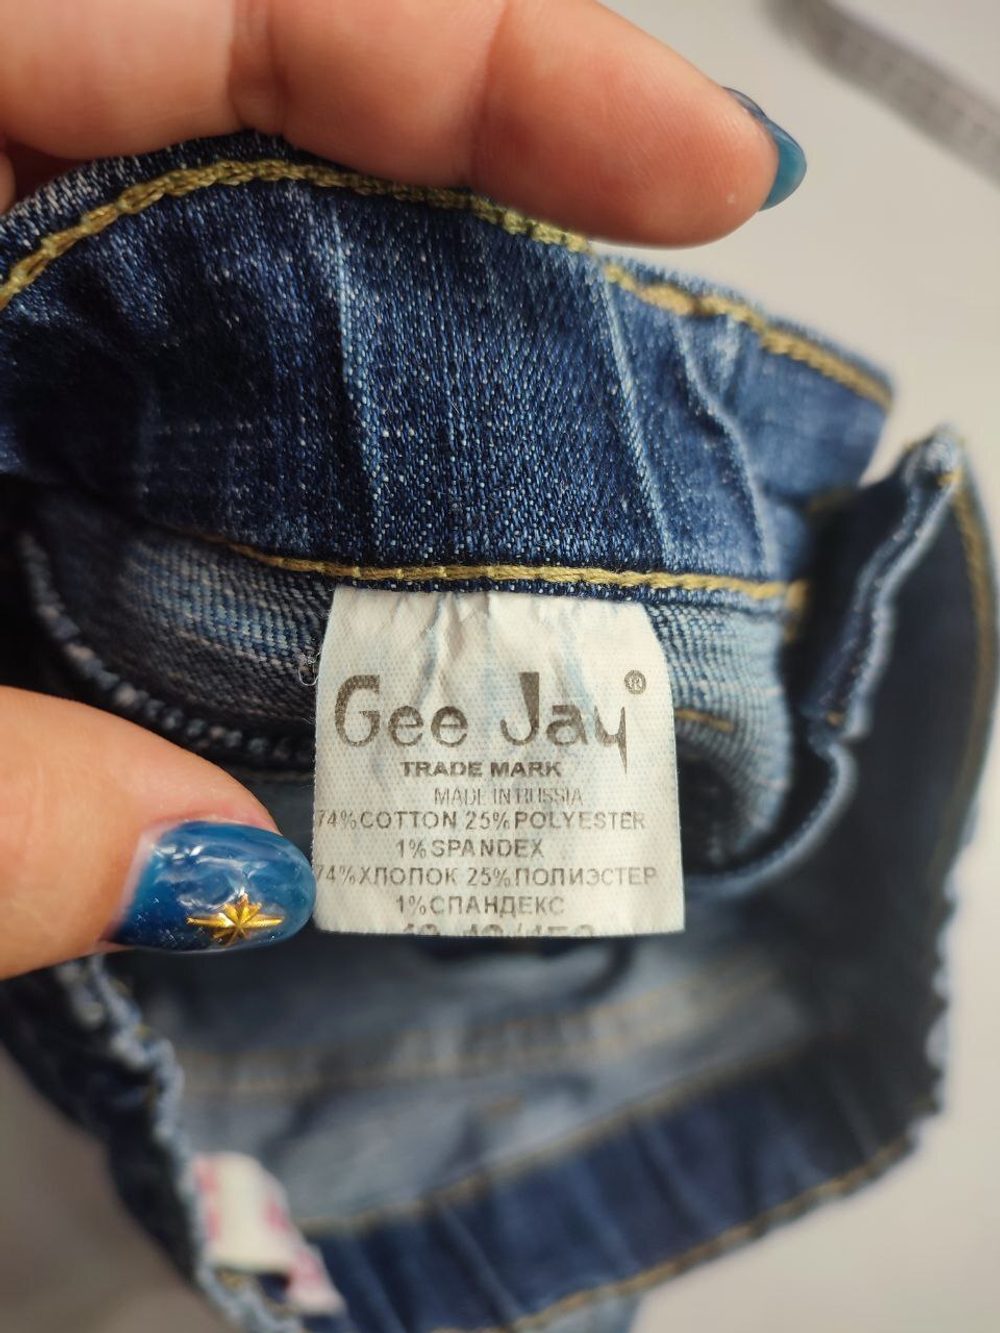 Gee Jay®
TRADE MARK
MADE IN RUSSIA
74%COTTON 25%POLYESTER
1%SPANDEX
74%ХЛОПОК 25%ПОЛИЭСТЕР
1%СПАНДЕКС